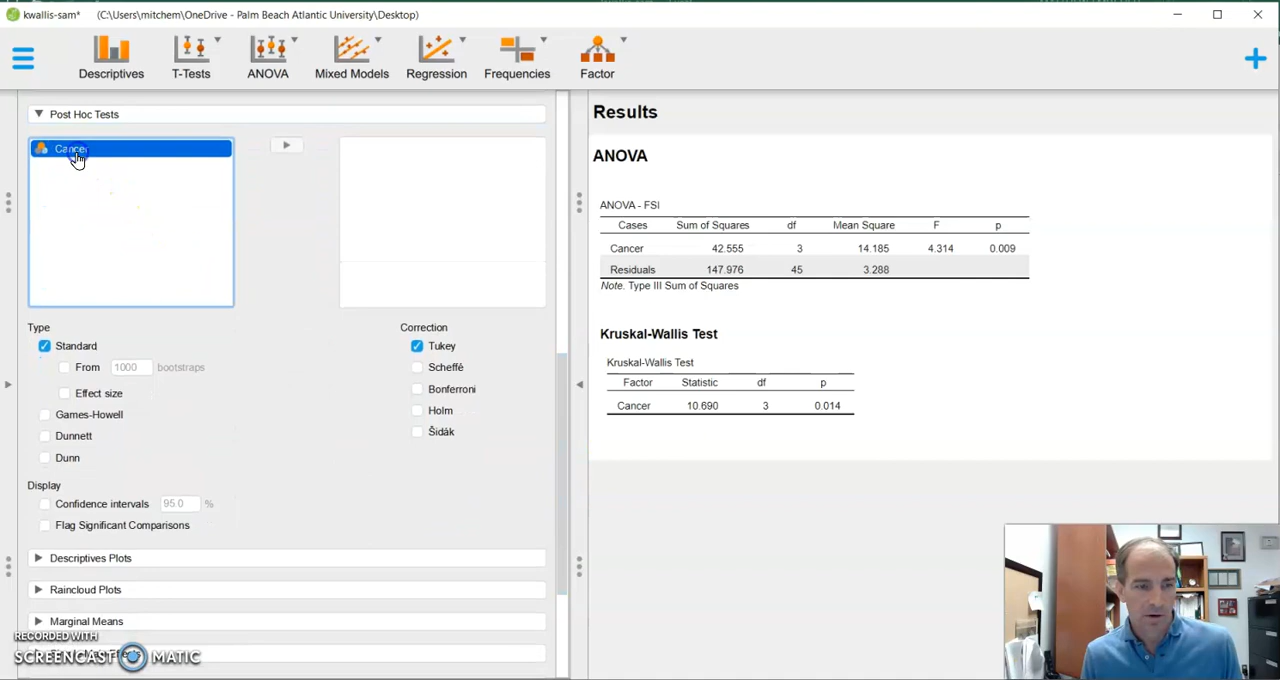 kwallis-sam* (C:\Users\mitchem\OneDrive - Palm Beach Atlantic University\Desktop)
Descriptives T-Tests ANOVA Mixed Models Regression Frequencies Factor
Post Hoc Tests
Cancer
Type
Standard
From 1000 bootstraps
Effect size
Games-Howell
Dunnett
Dunn
Correction
Tukey
Scheffé
Bonferroni
Holm
Šidák
Display
Confidence intervals 95.0 %
Flag Significant Comparisons
Descriptives Plots
Raincloud Plots
Marginal Means
RECORDED WITH
SCREENCAST MATIC
Results
ANOVA
ANOVA - FSI
Cases Sum of Squares df Mean Square F p
Cancer 42.555 3 14.185 4.314 0.009
Residuals 147.976 45 3.288
Note. Type III Sum of Squares
Kruskal-Wallis Test
Kruskal-Wallis Test
Factor Statistic df p
Cancer 10.690 3 0.014